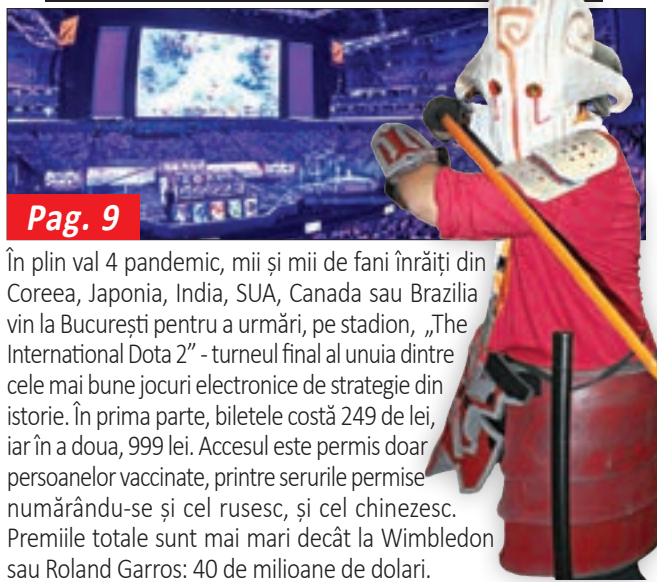 Pag. 9
În plin val 4 pandemic, mii și mii de fani înrăiți din
Coreea, Japonia, India, SUA, Canada sau Brazilia
vin la București pentru a urmări, pe stadion, „The
International Dota 2” - turneul final al unuia dintre
cele mai bune jocuri electronice de strategie din
istorie. În prima parte, biletele costă 249 de lei,
iar în a doua, 999 lei. Accesul este permis doar
persoanelor vaccinate, printre serurile permise
numărându-se și cel rusesc, și cel chinezesc.
Premiile totale sunt mai mari decât la Wimbledon
sau Roland Garros: 40 de milioane de dolari.